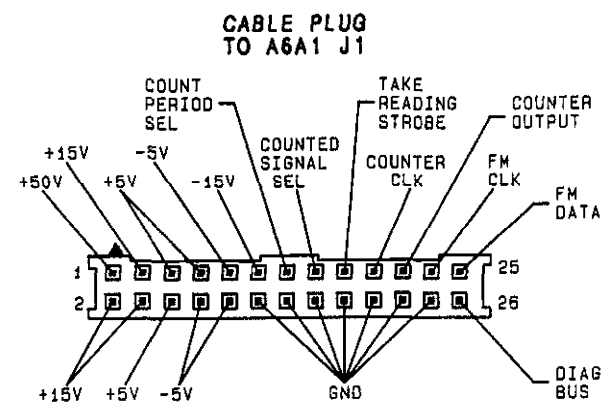 CABLE PLUG
TO A6A1 J1
COUNT
PERIOD
SEL
TAKE
READING
STROBE
COUNTER
OUTPUT
+15V
-5V
COUNTED
SIGNAL
SEL
COUNTER
CLK
FM
CLK
+50V
+5V
-15V
FM
DATA
1
25
2
26
+15V
+5V
-5V
GND
DIAG
BUS